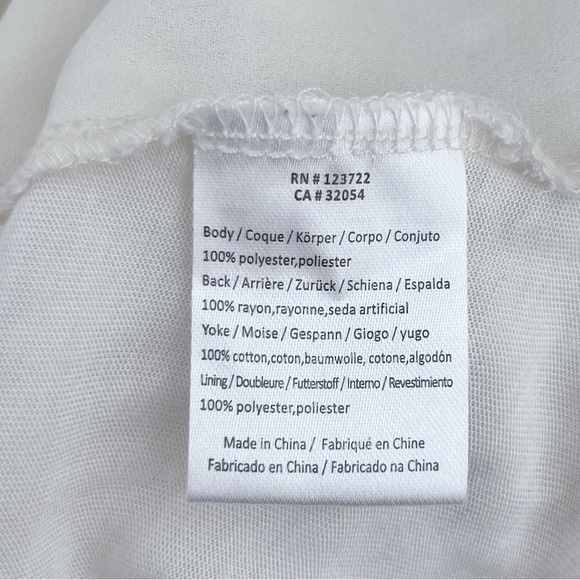 RN # 123722
CA # 32054
Body / Coque / Körper / Corpo / Conjuto
100% polyester,poliester
Back / Arrière / Zurück / Schiena / Espalda
100% rayon,rayonne,seda artificial
Yoke / Moise / Gespann / Giogo / yugo
100% cotton,coton,baumwolle, cotone,algodón
Lining / Doubleure / Futterstoff / Interno / Revestimiento
100% polyester,poliester
Made in China / Fabriqué en Chine
Fabricado en China / Fabricado na China